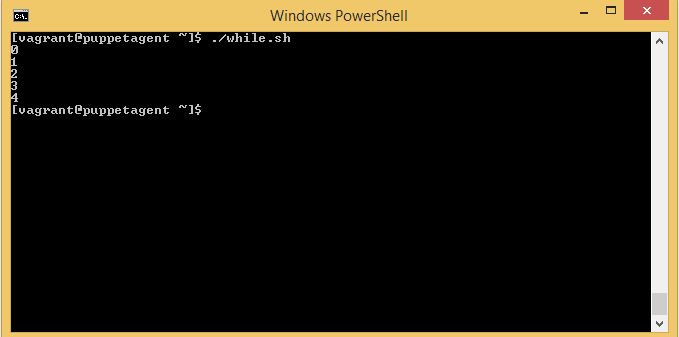 Windows PowerShell
[vagrant@puppetagent ~]$ ./while.sh
0
1
2
3
4
[vagrant@puppetagent ~]$